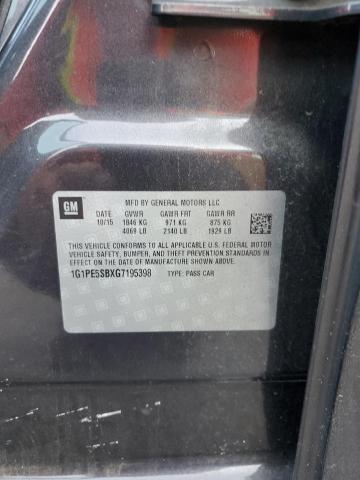 GM
MFD BY GENERAL MOTORS LLC
DATE GVWR GAWR FRT GAWR RR
10/15 1846 KG 971 KG 875 KG
4069 LB 2140 LB 1929 LB
THIS VEHICLE CONFORMS TO ALL APPLICABLE U.S. FEDERAL MOTOR
VEHICLE SAFETY, BUMPER, AND THEFT PREVENTION STANDARDS
IN EFFECT ON THE DATE OF MANUFACTURE SHOWN ABOVE.
1G1PE5SBXG7195398 TYPE: PASS CAR